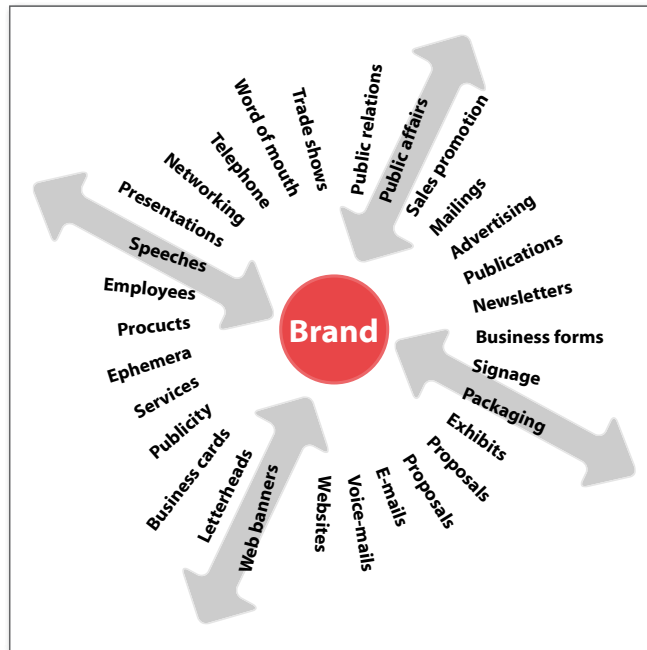 Brand
Public relations
Public affairs
Sales promotion
Mailings
Advertising
Publications
Newsletters
Business forms
Signage
Packaging
Exhibits
Proposals
Proposals
E-mails
Voice-mails
Websites
Web banners
Letterheads
Business cards
Publicity
Services
Ephemera
Procucts
Employees
Speeches
Presentations
Networking
Telephone
Word of mouth
Trade shows